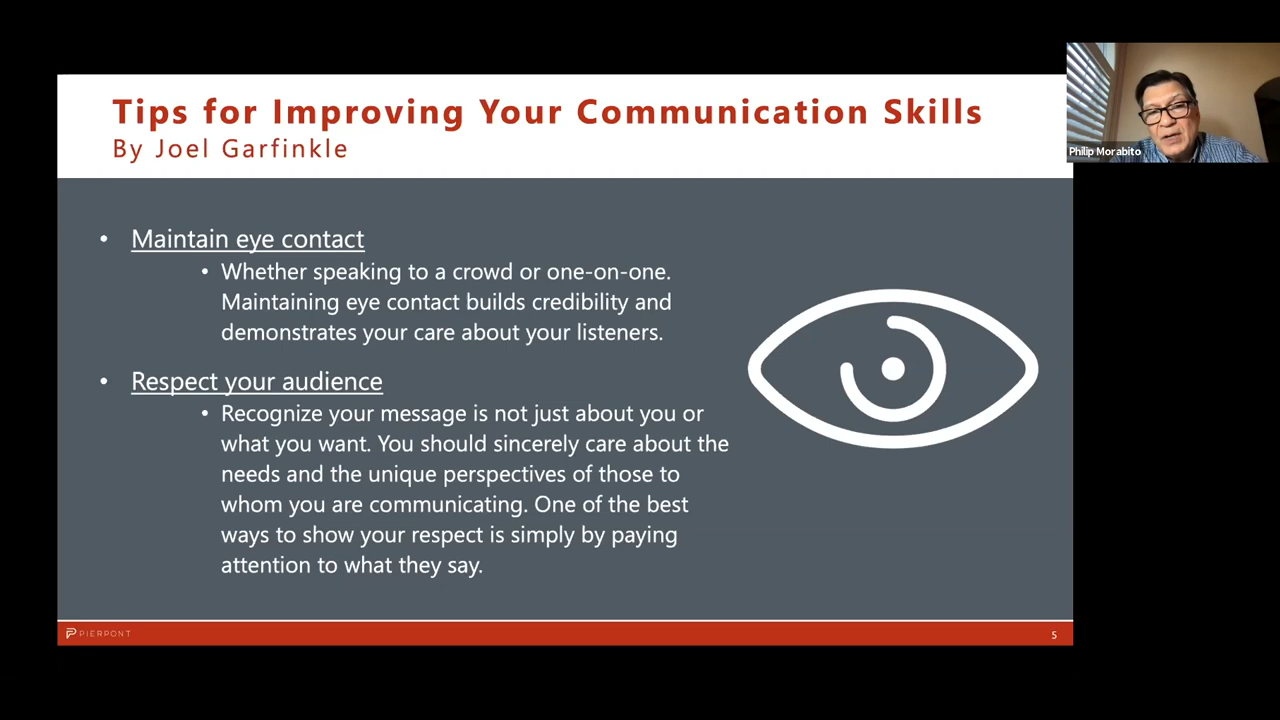 Tips for Improving Your Communication Skills
By Joel Garfinkle
Philip Morabito
• Maintain eye contact
• Whether speaking to a crowd or one-on-one.
Maintaining eye contact builds credibility and
demonstrates your care about your listeners.
• Respect your audience
• Recognize your message is not just about you or
what you want. You should sincerely care about the
needs and the unique perspectives of those to
whom you are communicating. One of the best
ways to show your respect is simply by paying
attention to what they say.
PIERPONT
5